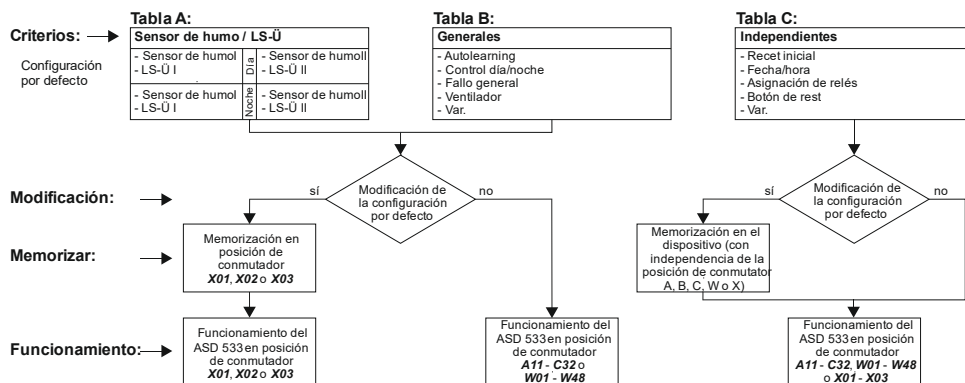 Tabla A:
Tabla B:
Tabla C:
Criterios:
Configuración
por defecto
Sensor de humo / LS-Ü
- Sensor de humoI
- LS-Ü I
Día
- Sensor de humoII
- LS-Ü II
- Sensor de humoI
- LS-Ü I
Noche
- Sensor de humoII
- LS-Ü II
Generales
- Autolearning
- Control día/noche
- Fallo general
- Ventilador
- Var.
Independientes
- Recet inicial
- Fecha/hora
- Asignación de relés
- Botón de rest
- Var.
Modificación:
sí
Modificación de
la configuración
por defecto
no
sí
Modificación de
la configuración
por defecto
no
Memorizar:
Memorización en
posición de
conmutador
X01, X02 o X03
Memorización en el
dispositivo (con
independencia de la
posición de conmutator
A, B, C, W o X)
Funcionamiento:
Funcionamiento del
ASD 533 en posición
de conmutador
X01, X02 o X03
Funcionamiento del
ASD 533 en posición
de conmutador
A11 - C32 o
W01 - W48
Funcionamiento del
ASD 533 en posición
de conmutador
A11 - C32, W01 - W48
o X01 - X03